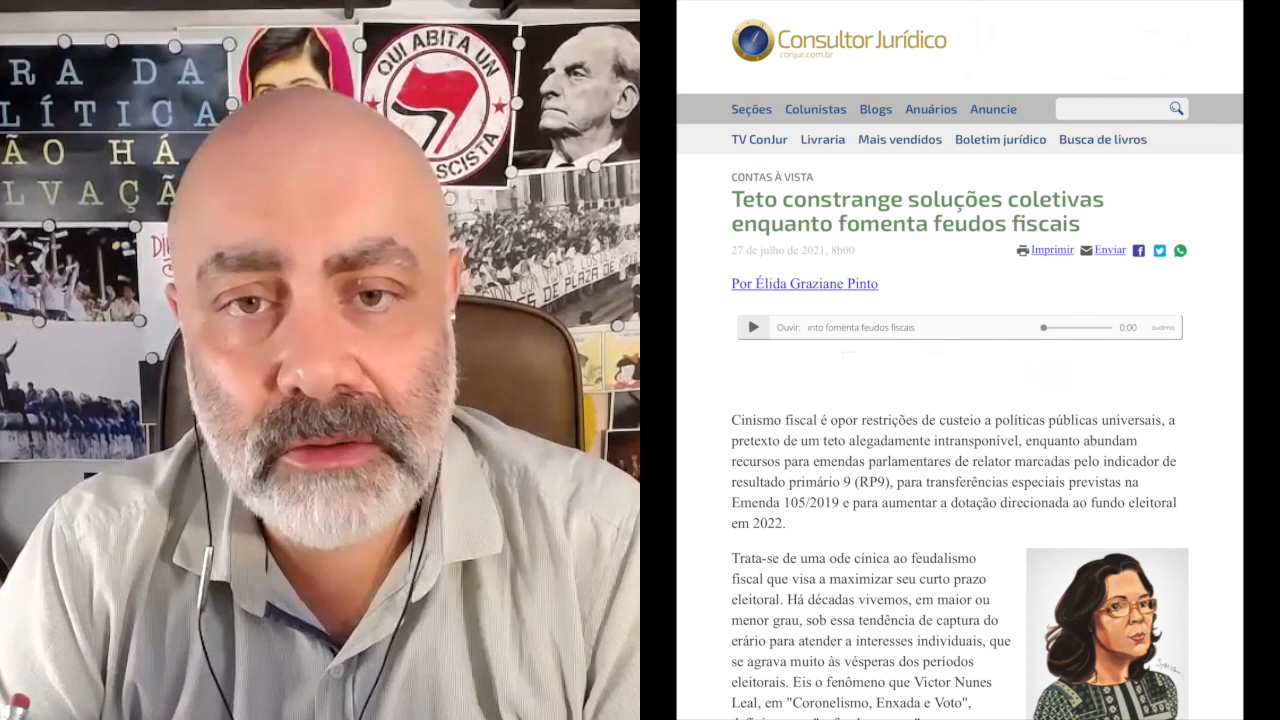 RA DA
LÍTICA
ÃO HÁ
LVAÇÃ
QUI ABITA UN
SCISTA
Consultor Jurídico
conjur.com.br
Seções Colunistas Blogs Anuários Anuncie
TV ConJur Livraria Mais vendidos Boletim jurídico Busca de livros
CONTAS À VISTA
Teto constrange soluções coletivas
enquanto fomenta feudos fiscais
27 de julho de 2021, 8h00
Imprimir Enviar
Por Élida Graziane Pinto
Ouvir: into fomenta feudos fiscais 0:00 audima
Cinismo fiscal é opor restrições de custeio a políticas públicas universais, a
pretexto de um teto alegadamente intransponível, enquanto abundam
recursos para emendas parlamentares de relator marcadas pelo indicador de
resultado primário 9 (RP9), para transferências especiais previstas na
Emenda 105/2019 e para aumentar a dotação direcionada ao fundo eleitoral
em 2022.
Trata-se de uma ode cínica ao feudalismo
fiscal que visa a maximizar seu curto prazo
eleitoral. Há décadas vivemos, em maior ou
menor grau, sob essa tendência de captura do
erário para atender a interesses individuais, que
se agrava muito às vésperas dos períodos
eleitorais. Eis o fenômeno que Victor Nunes
Leal, em "Coronelismo, Enxada e Voto",